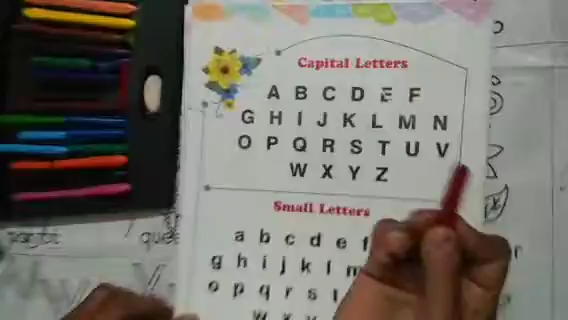 Capital Letters
A B C D E F
G H I J K L M N
O P Q R S T U V
W X Y Z
Small Letters
a b c d e f
g h i j k l m
o p q r s t
w x y